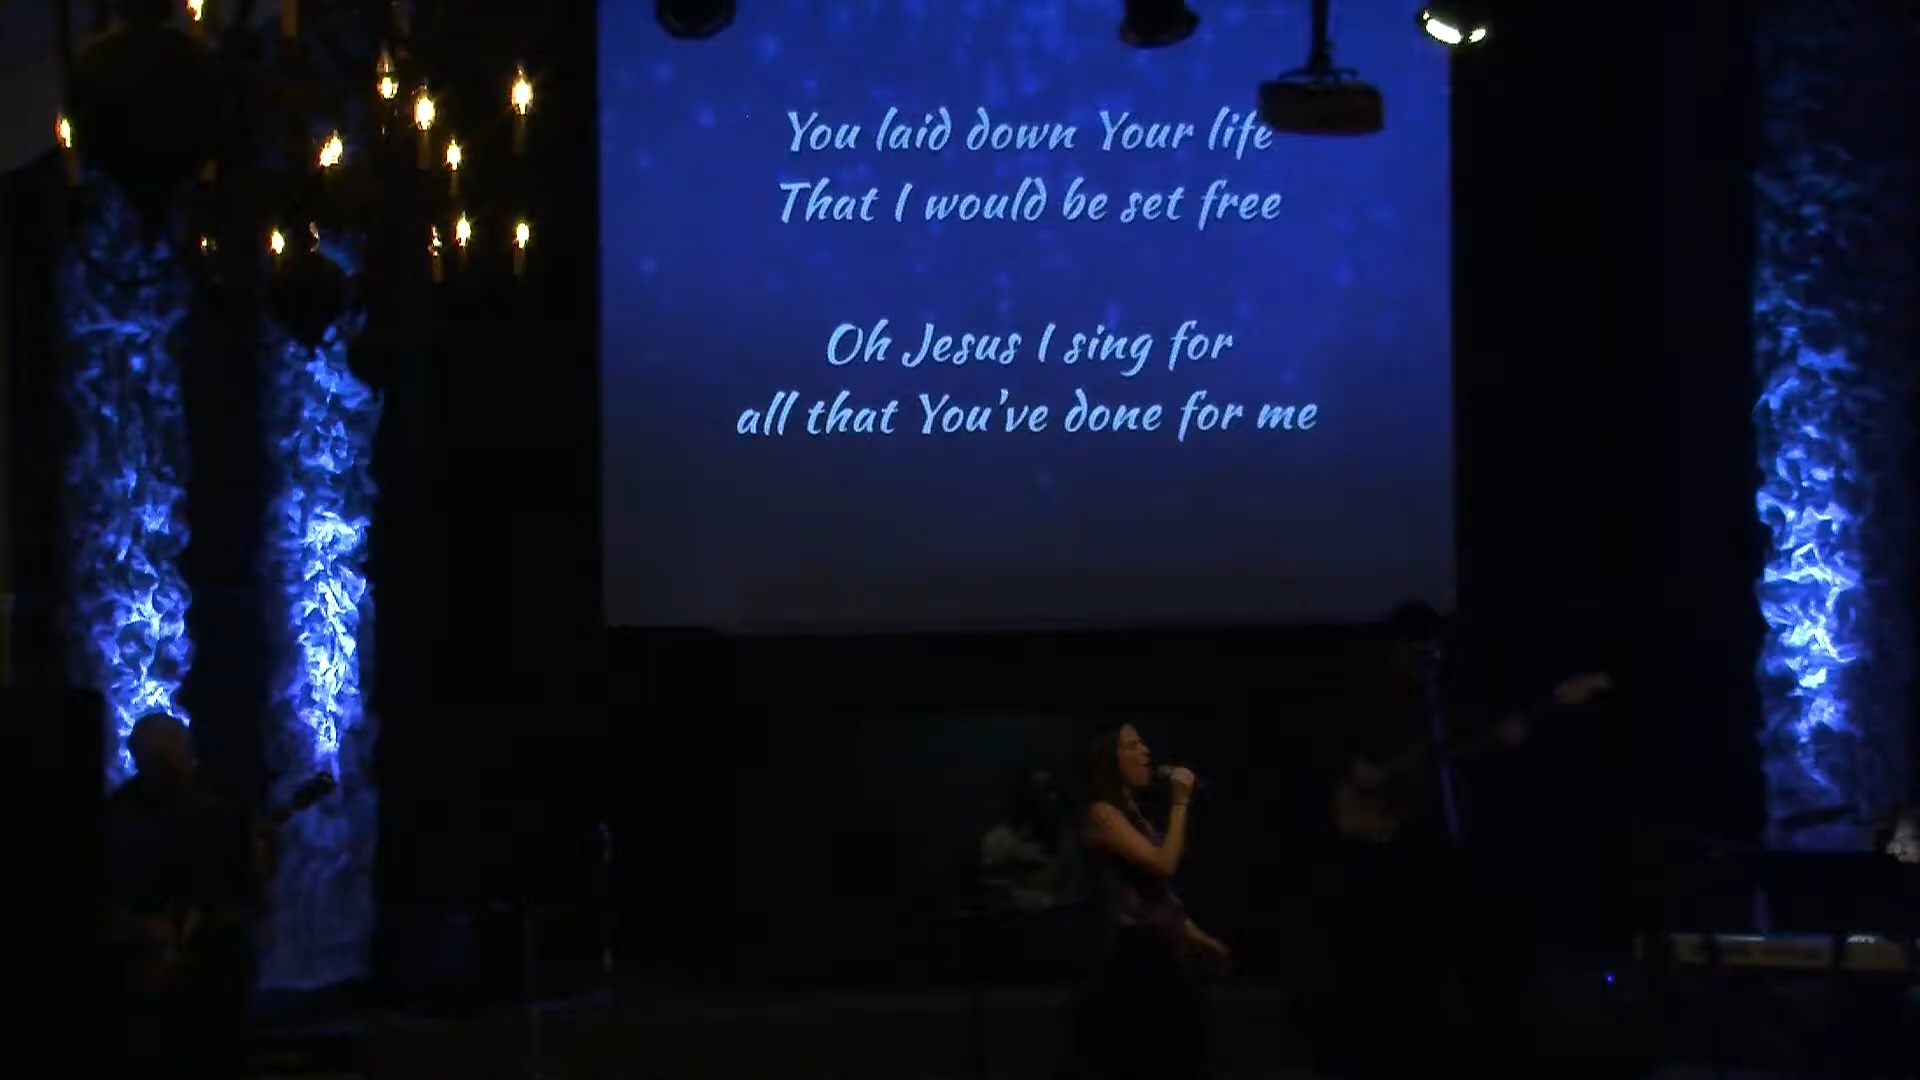 You laid down Your life
That I would be set free
Oh Jesus I sing for
all that You've done for me